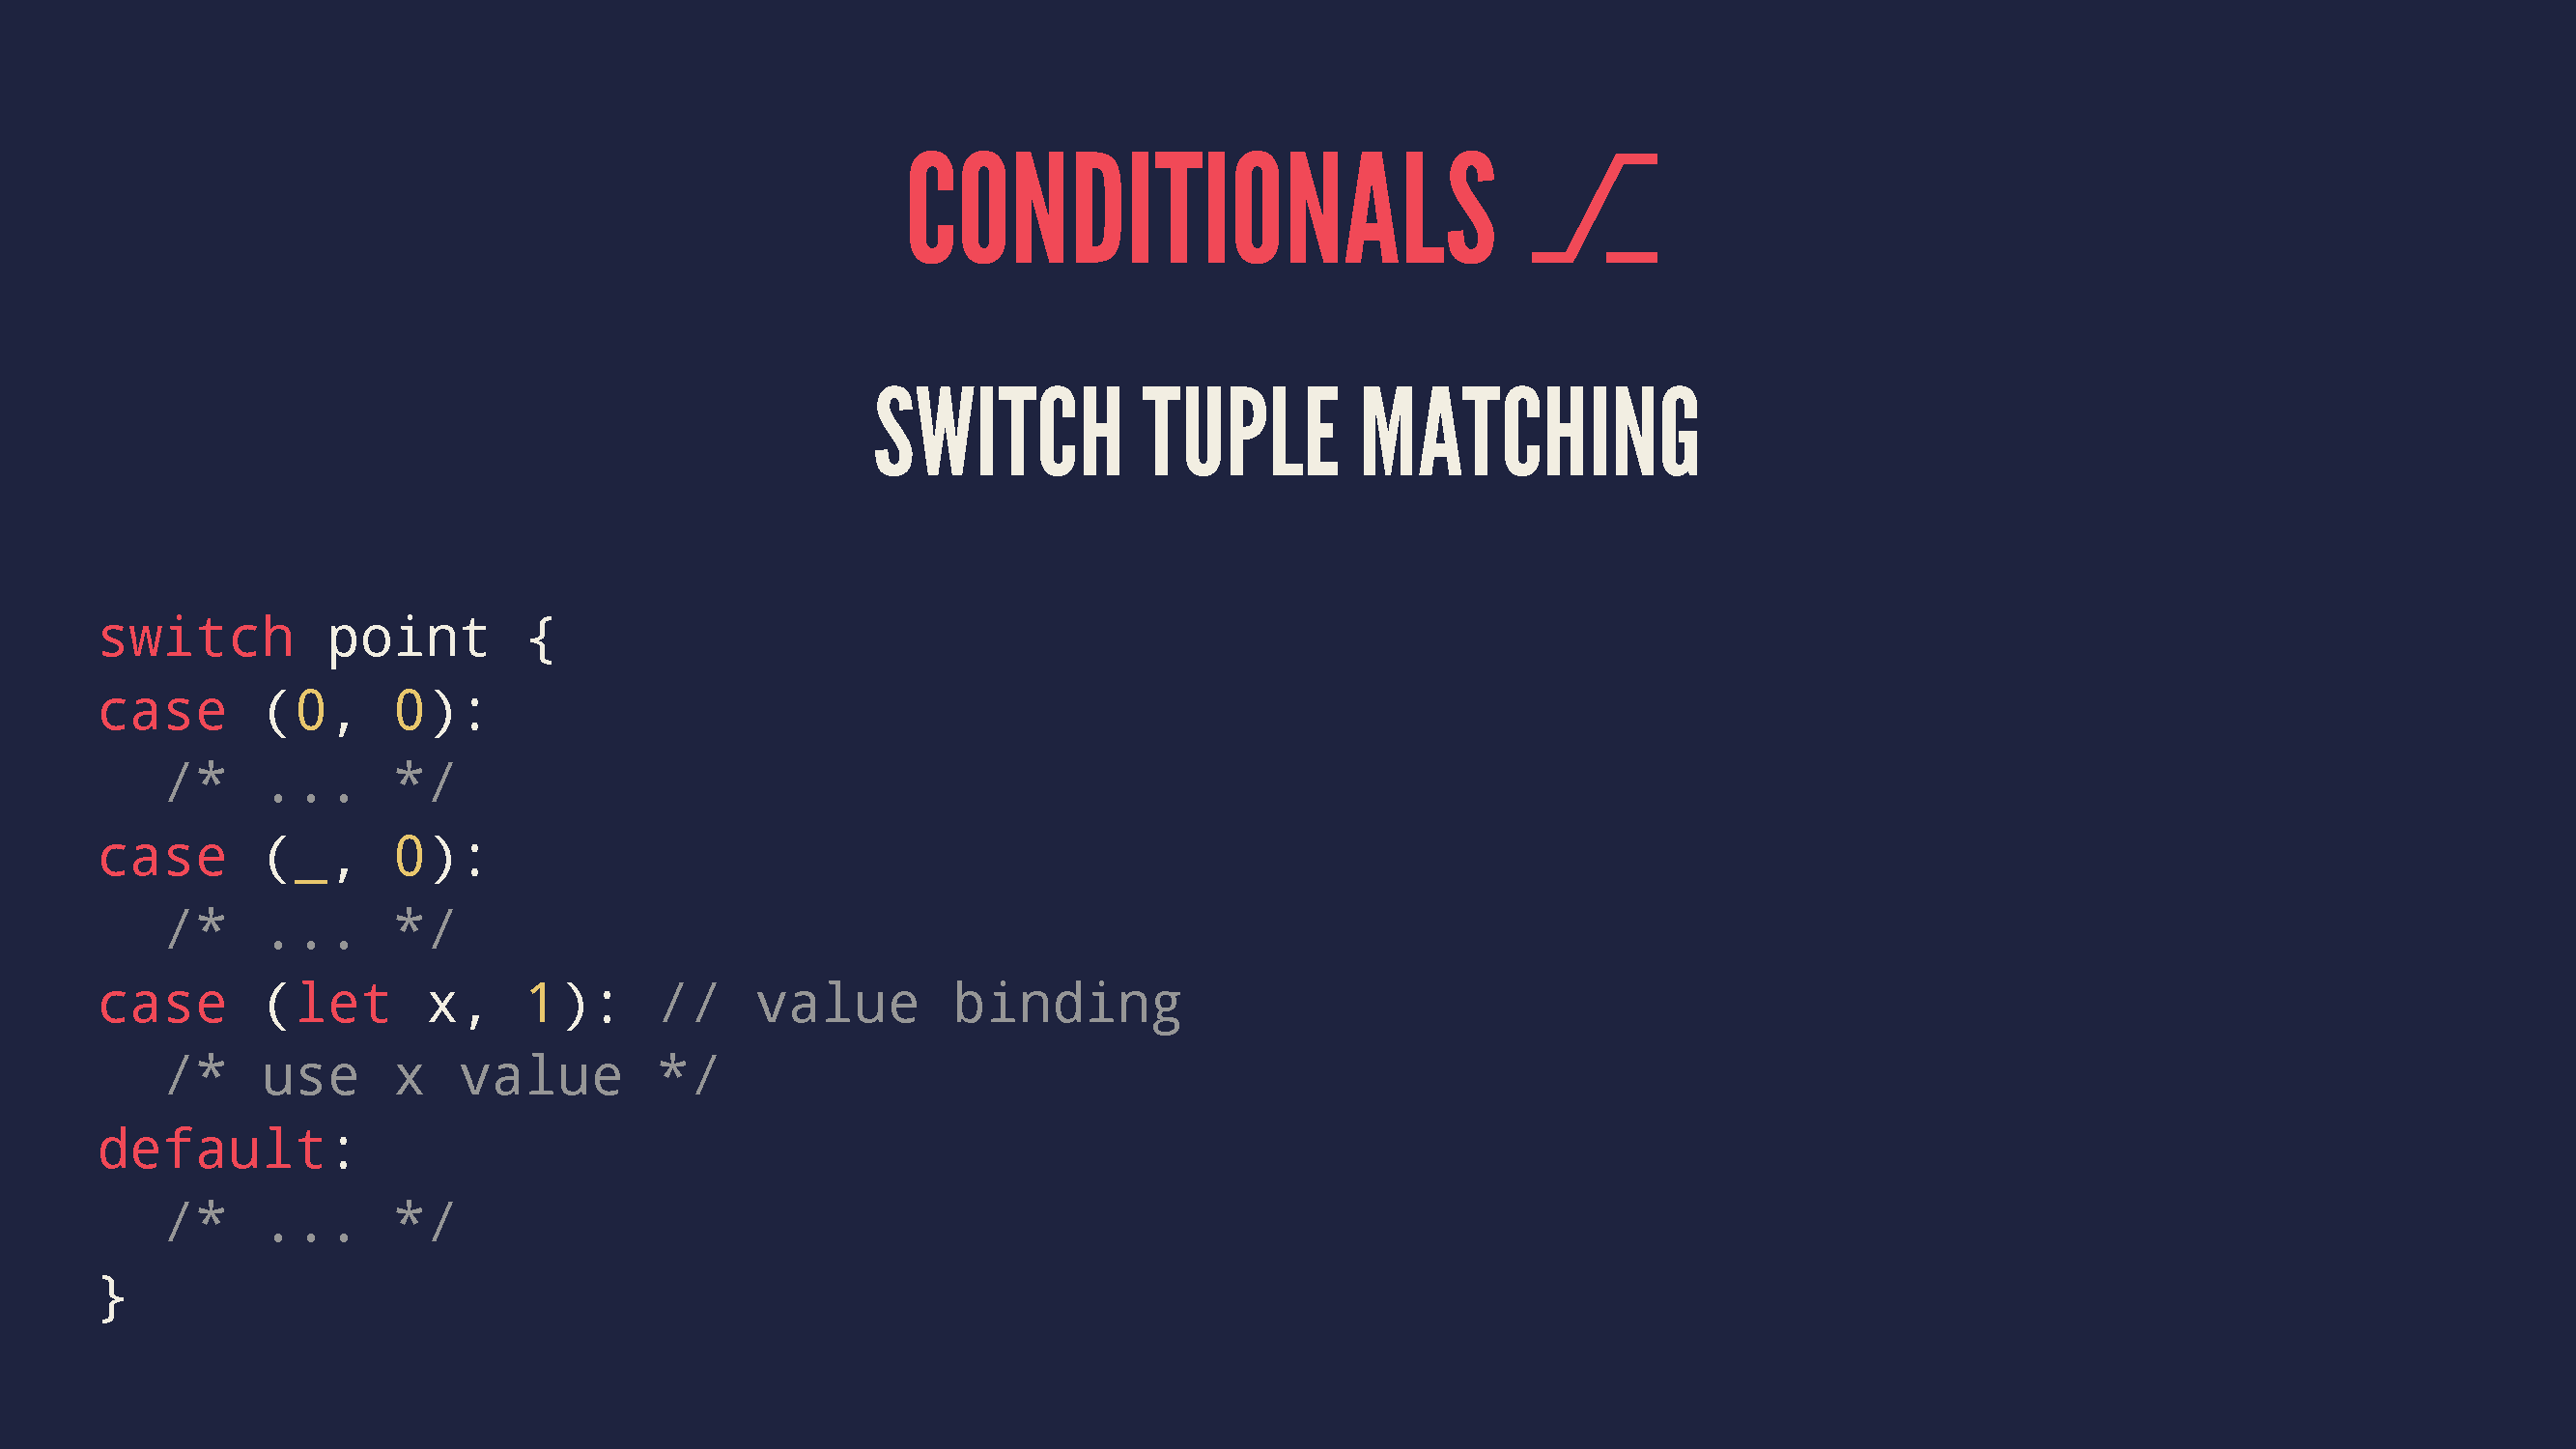 CONDITIONALS ⌥
SWITCH TUPLE MATCHING
switch point {
case (0, 0):
  /* ... */
case (_, 0):
  /* ... */
case (let x, 1): // value binding
  /* use x value */
default:
  /* ... */
}